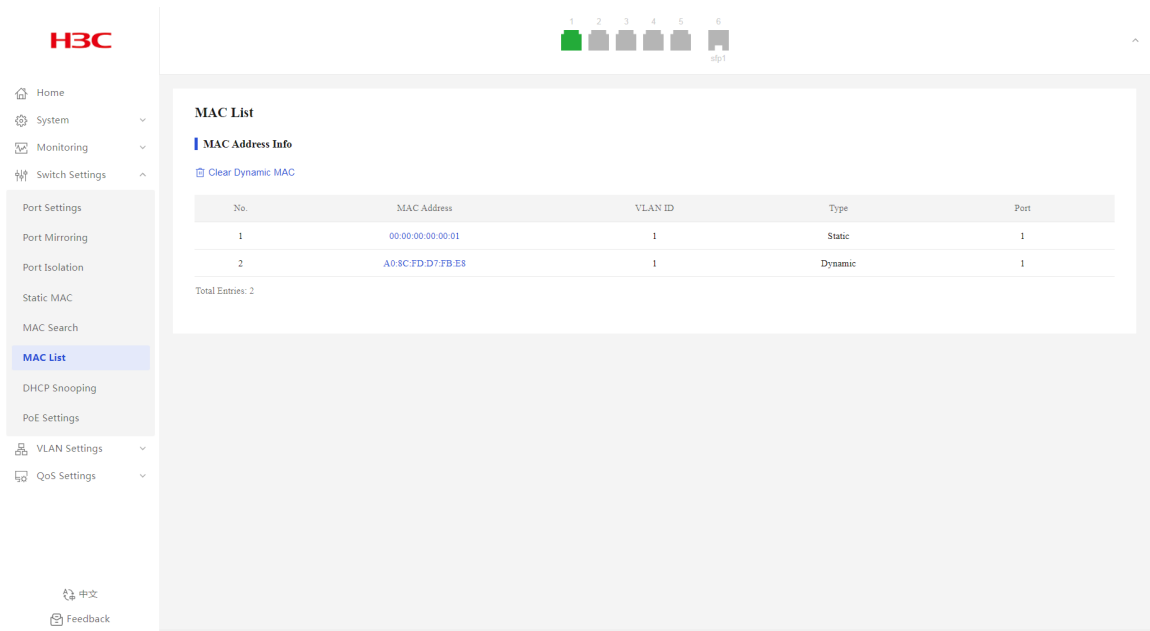 H3C
1 2 3 4 5 6
sfp1
Home
System
Monitoring
Switch Settings
Port Settings
Port Mirroring
Port Isolation
Static MAC
MAC Search
MAC List
DHCP Snooping
PoE Settings
VLAN Settings
QoS Settings
中文
Feedback
MAC List
MAC Address Info
Clear Dynamic MAC
No. MAC Address VLAN ID Type Port
1 00:00:00:00:00:01 1 Static 1
2 A0:8C:FD:D7:FB:E8 1 Dynamic 1
Total Entries: 2